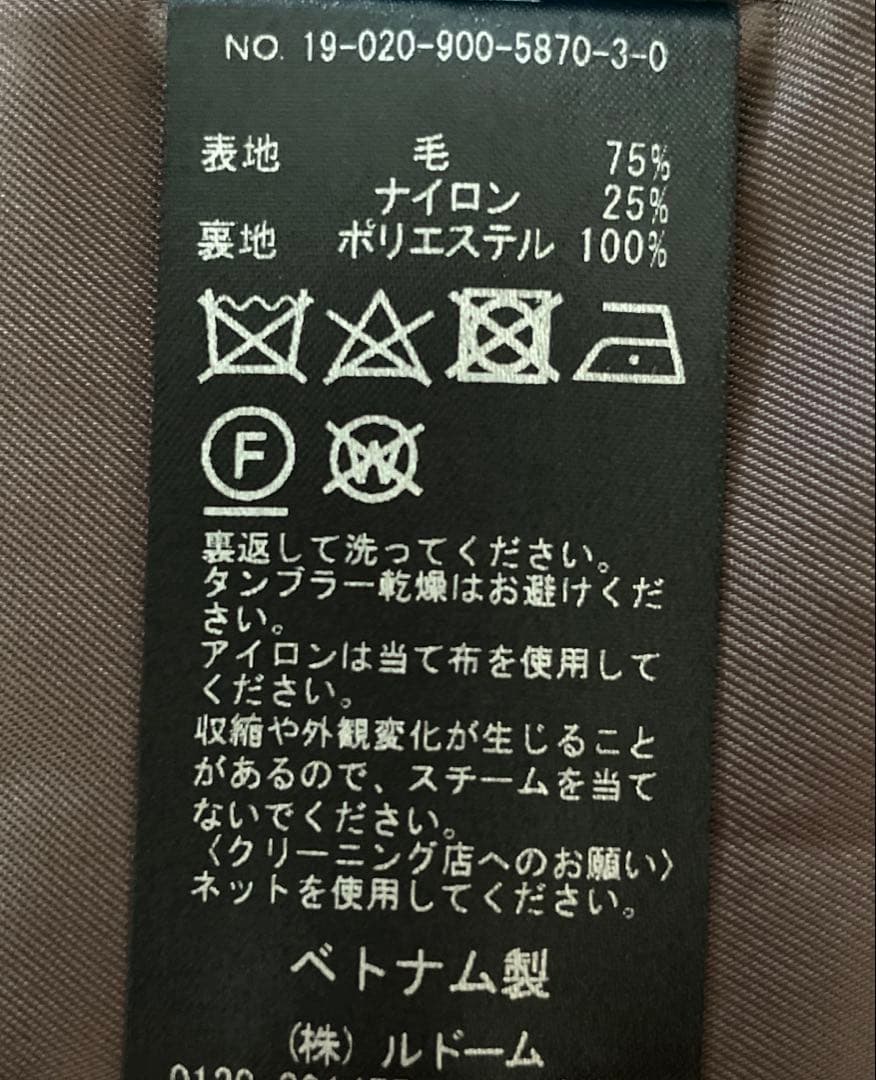 NO. 19-020-900-5870-3-0
表地 毛 75%
ナイロン 25%
裏地 ポリエステル 100%
F W
裏返して洗ってください。
タンブラー乾燥はお避けくだ
さい。
アイロンは当て布を使用して
ください。
収縮や外観変化が生じること
があるので、スチームを当て
ないでください。
〈クリーニング店へのお願い〉
ネットを使用してください。
ベトナム製
(株)ルドーム